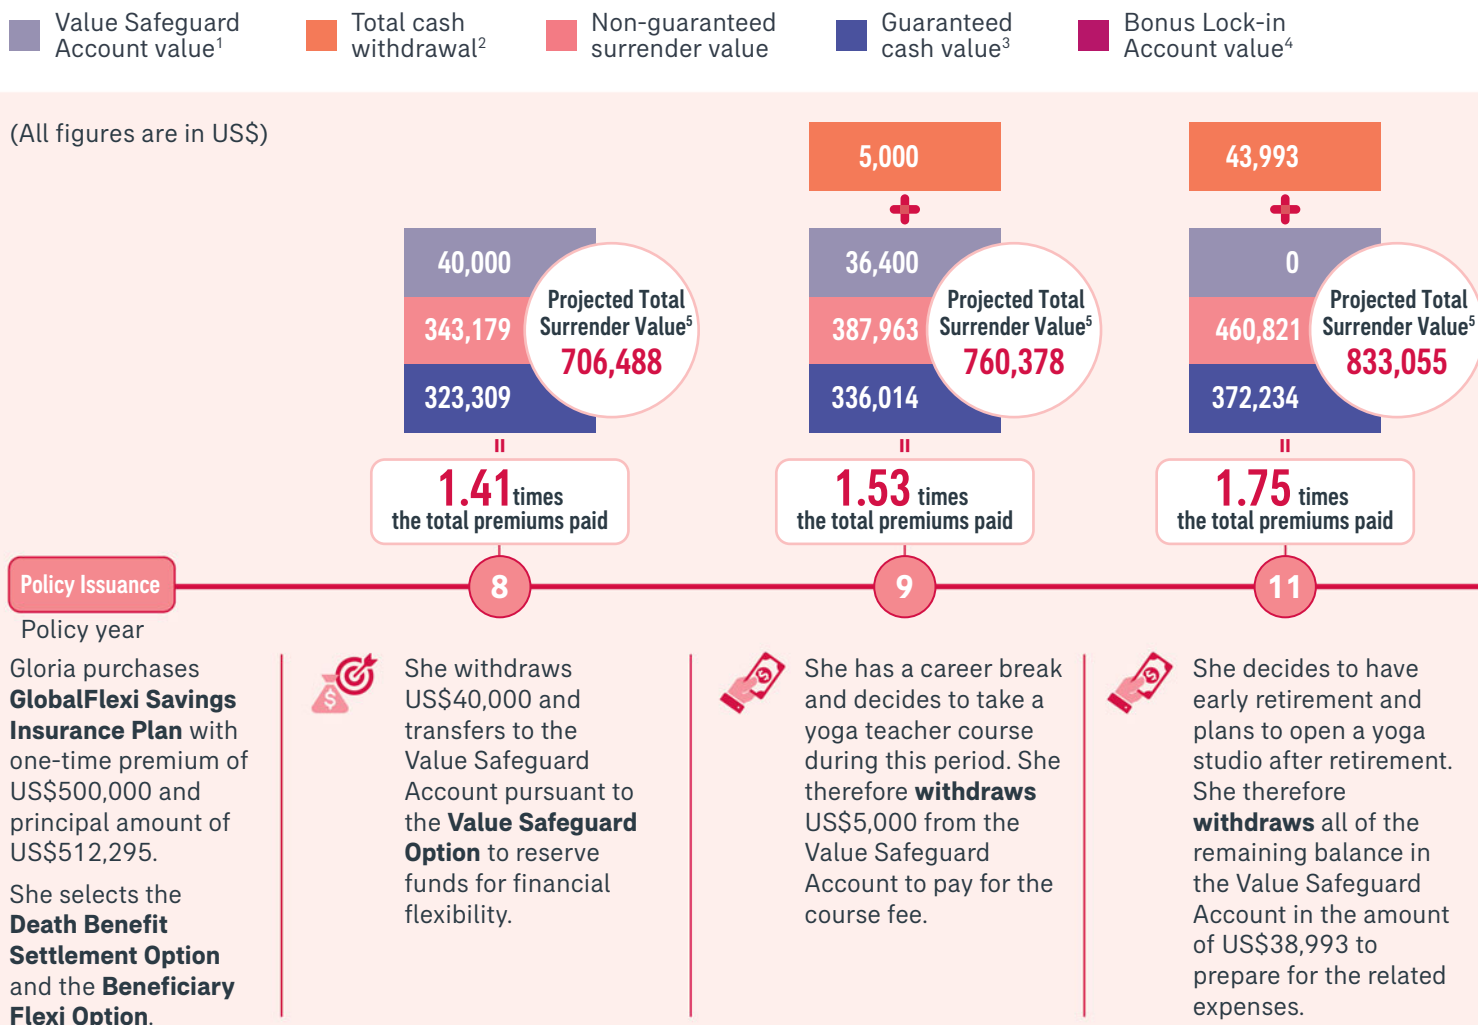 Value Safeguard
Account value¹
Total cash
withdrawal²
Non-guaranteed
surrender value
Guaranteed
cash value³
Bonus Lock-in
Account value⁴
(All figures are in US$)
40,000
343,179
323,309
Projected Total
Surrender Value⁵
706,488
1.41 times
the total premiums paid
5,000
36,400
387,963
336,014
Projected Total
Surrender Value⁵
760,378
1.53 times
the total premiums paid
43,993
0
460,821
372,234
Projected Total
Surrender Value⁵
833,055
1.75 times
the total premiums paid
Policy Issuance
8
9
11
Policy year
Gloria purchases
GlobalFlexi Savings
Insurance Plan with
one-time premium of
US$500,000 and
principal amount of
US$512,295.
She selects the
Death Benefit
Settlement Option
and the Beneficiary
Flexi Option.
She withdraws
US$40,000 and
transfers to the
Value Safeguard
Account pursuant to
the Value Safeguard
Option to reserve
funds for financial
flexibility.
She has a career break
and decides to take a
yoga teacher course
during this period. She
therefore withdraws
US$5,000 from the
Value Safeguard
Account to pay for the
course fee.
She decides to have
early retirement and
plans to open a yoga
studio after retirement.
She therefore
withdraws all of the
remaining balance in
the Value Safeguard
Account in the amount
of US$38,993 to
prepare for the related
expenses.